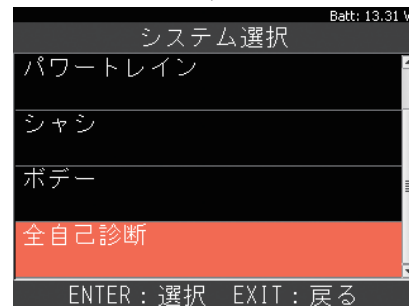 Batt: 13.31 V
システム選択
パワートレイン
シャシ
ボデー
全自己診断
ENTER：選択 EXIT：戻る